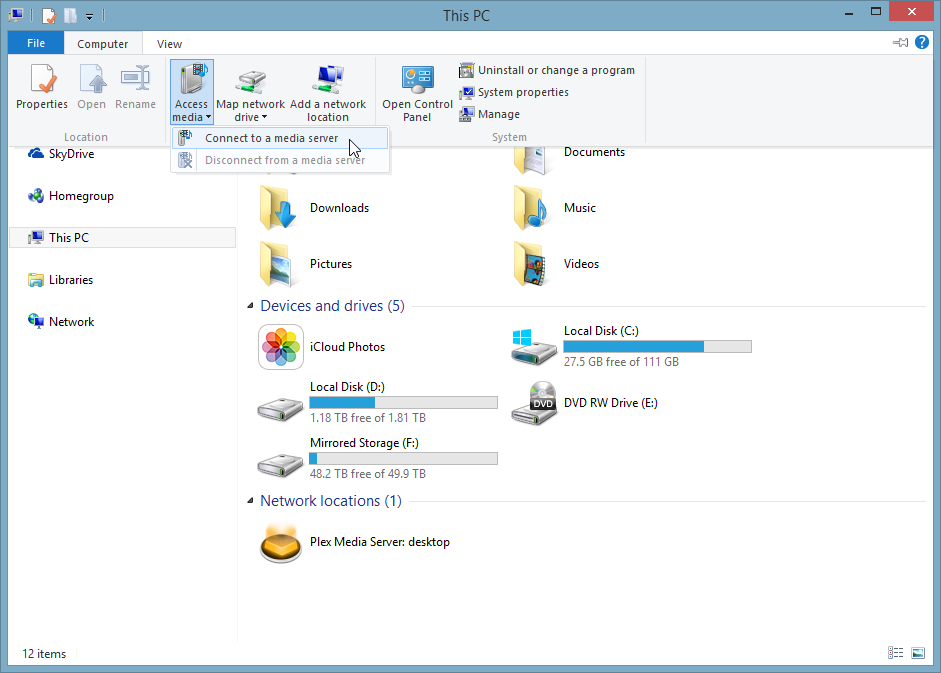 This PC
File
Computer
View
Properties
Open
Rename
Access media
Map network drive
Add a network location
Open Control Panel
Uninstall or change a program
System properties
Manage
Location
System
Connect to a media server
Disconnect from a media server
SkyDrive
Homegroup
This PC
Libraries
Network
Documents
Downloads
Music
Pictures
Videos
Devices and drives (5)
iCloud Photos
Local Disk (C:)
27.5 GB free of 111 GB
Local Disk (D:)
1.18 TB free of 1.81 TB
DVD
DVD RW Drive (E:)
Mirrored Storage (F:)
48.2 TB free of 49.9 TB
Network locations (1)
Plex Media Server: desktop
12 items